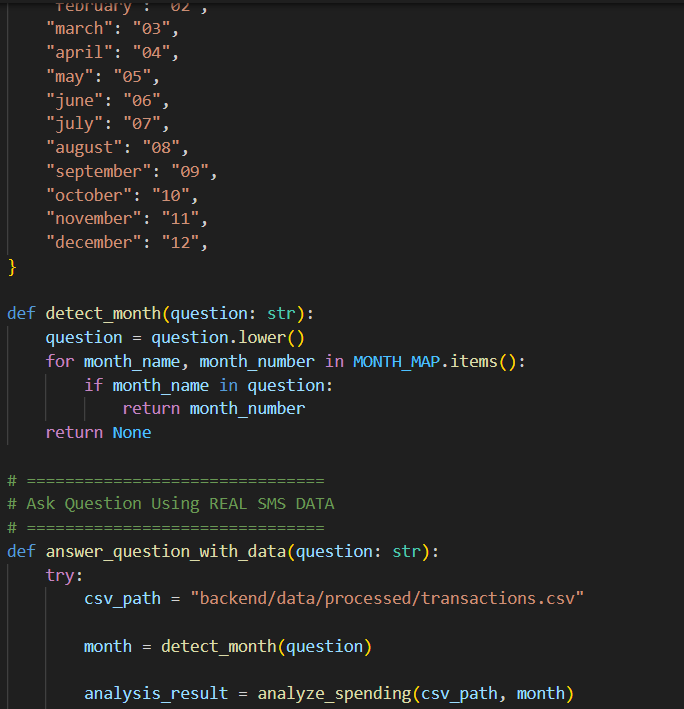 "february": "02",
"march": "03",
"april": "04",
"may": "05",
"june": "06",
"july": "07",
"august": "08",
"september": "09",
"october": "10",
"november": "11",
"december": "12",
}
def detect_month(question: str):
question = question.lower()
for month_name, month_number in MONTH_MAP.items():
if month_name in question:
return month_number
return None
# ===============================
# Ask Question Using REAL SMS DATA
# ===============================
def answer_question_with_data(question: str):
try:
csv_path = "backend/data/processed/transactions.csv"
month = detect_month(question)
analysis_result = analyze_spending(csv_path, month)